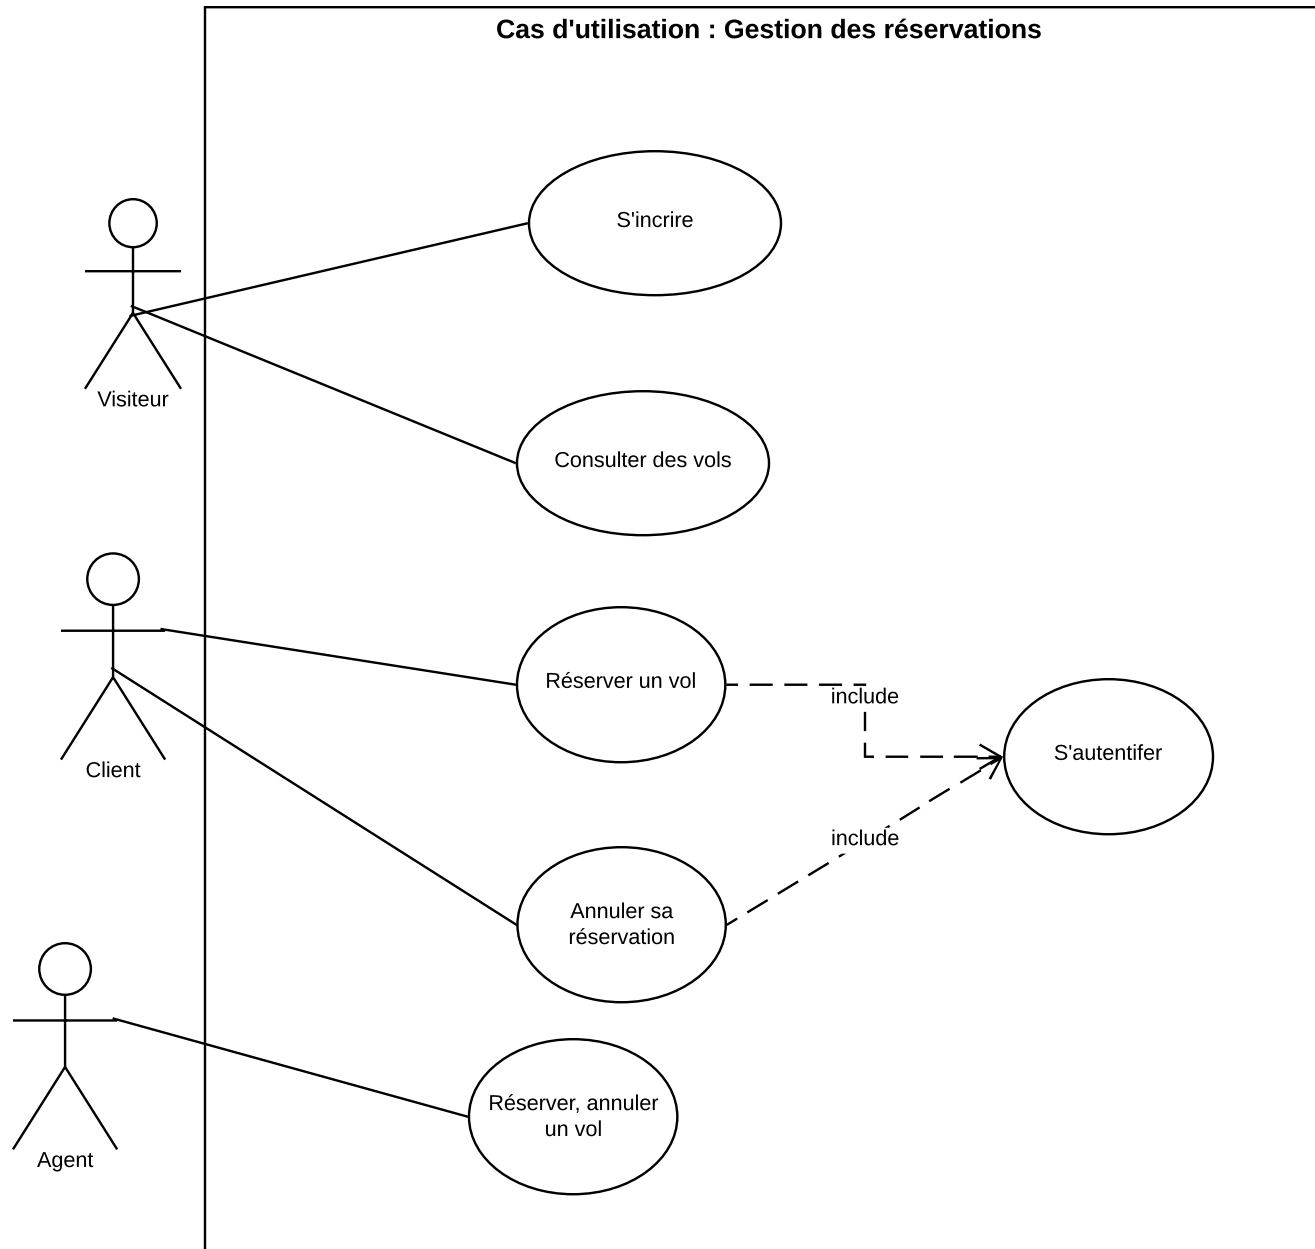 Cas d'utilisation : Gestion des réservations
S'incrire
Visiteur
Consulter des vols
Réserver un vol
include
S'autentifer
Client
include
Annuler sa
réservation
Réserver, annuler
un vol
Agent